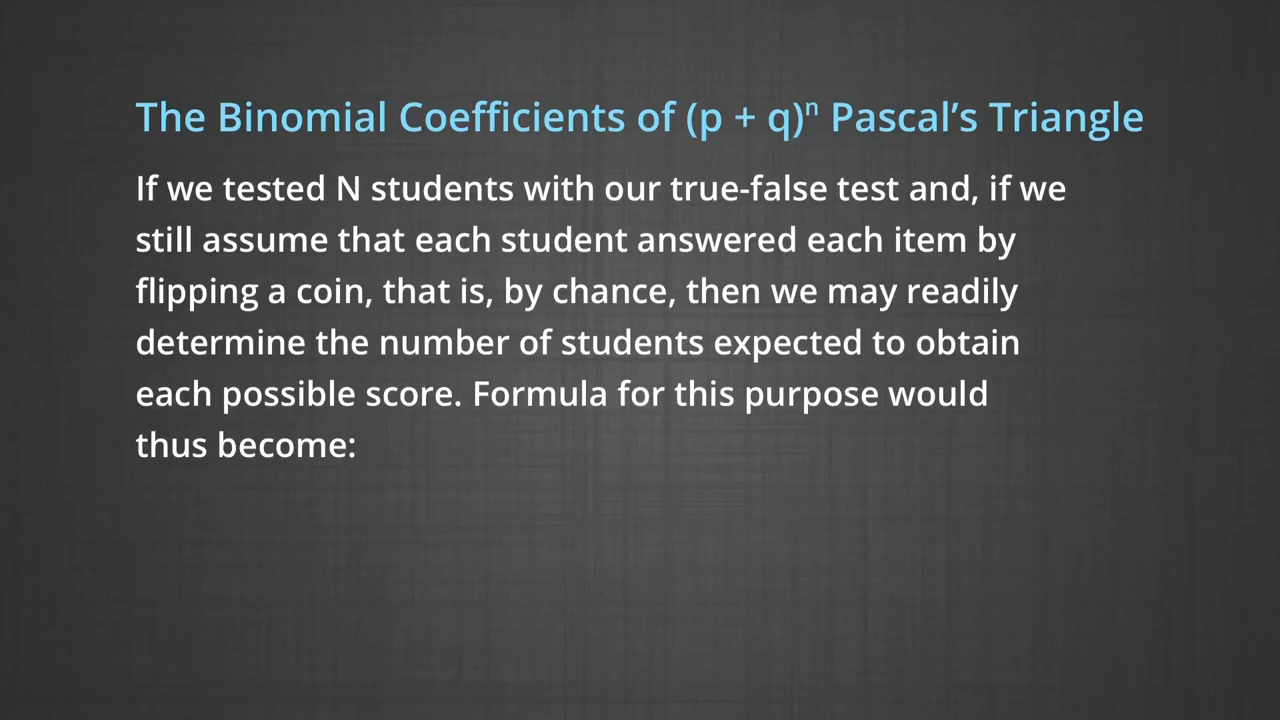 The Binomial Coefficients of (p + q)ⁿ Pascal’s Triangle
If we tested N students with our true-false test and, if we
still assume that each student answered each item by
flipping a coin, that is, by chance, then we may readily
determine the number of students expected to obtain
each possible score. Formula for this purpose would
thus become: